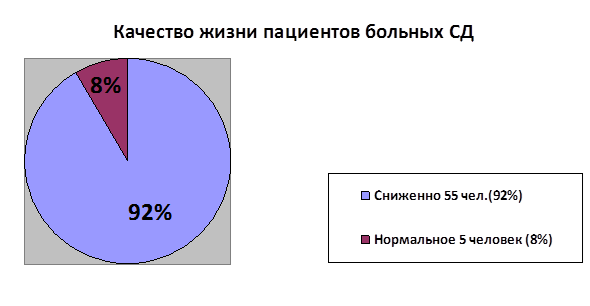 Качество жизни пациентов больных СД
8%
92%
Сниженно 55 чел.(92%)
Нормальное 5 человек (8%)